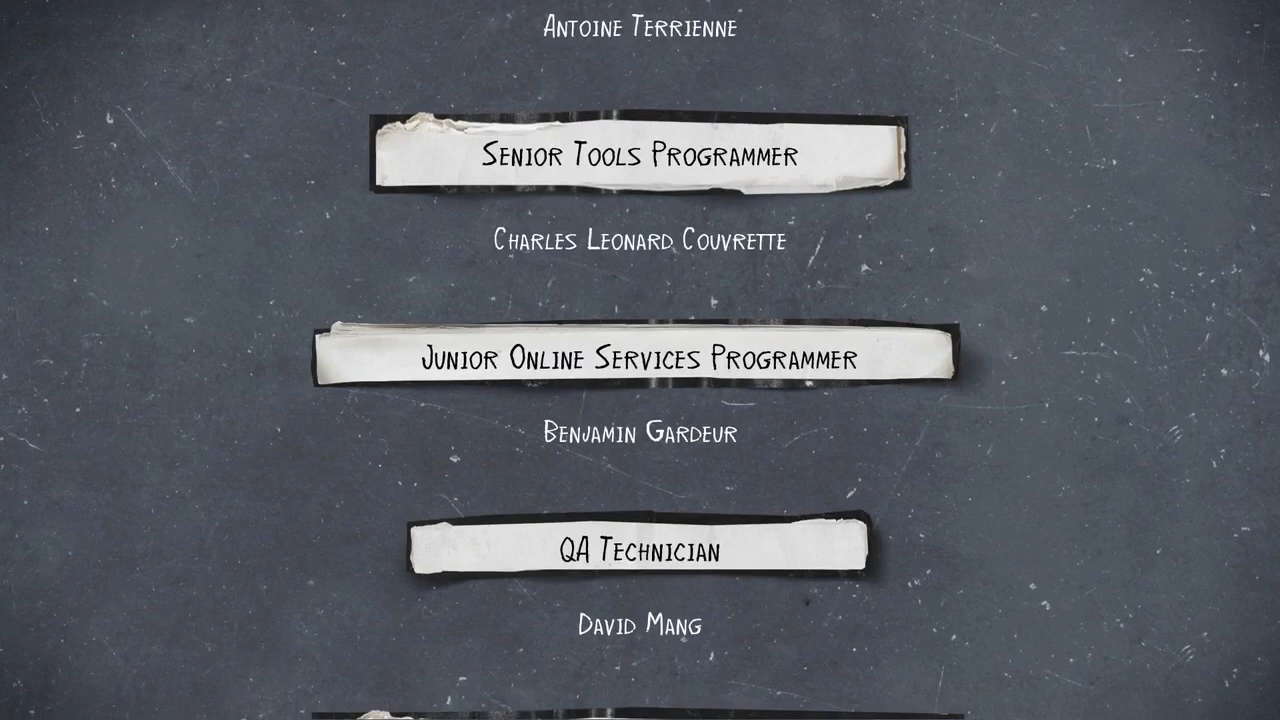 Antoine Terrienne
Senior Tools Programmer
Charles Leonard Couvrette
Junior Online Services Programmer
Benjamin Gardeur
QA Technician
David Mang